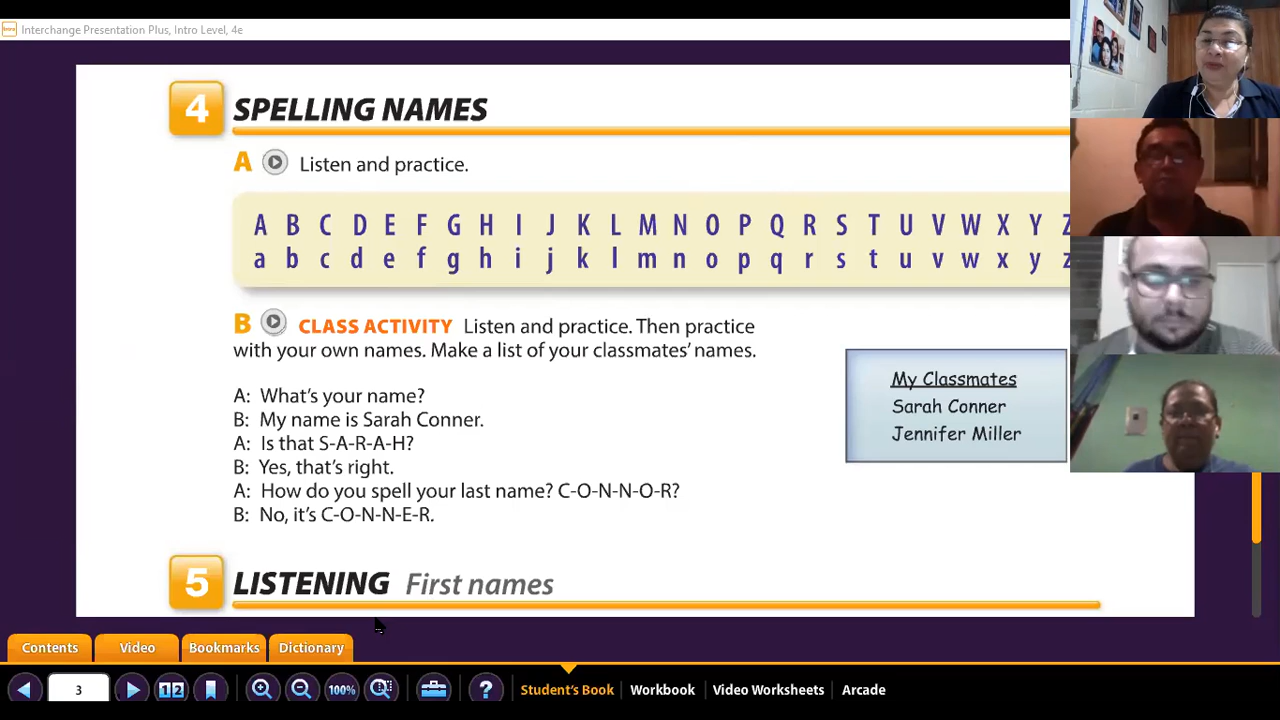 Interchange Presentation Plus, Intro Level, 4e
4 SPELLING NAMES
A Listen and practice.
A B C D E F G H I J K L M N O P Q R S T U V W X Y Z
a b c d e f g h i j k l m n o p q r s t u v w x y z
B CLASS ACTIVITY Listen and practice. Then practice
with your own names. Make a list of your classmates' names.
A: What's your name?
B: My name is Sarah Conner.
A: Is that S-A-R-A-H?
B: Yes, that's right.
A: How do you spell your last name? C-O-N-N-O-R?
B: No, it's C-O-N-N-E-R.
My Classmates
Sarah Conner
Jennifer Miller
5 LISTENING First names
Contents Video Bookmarks Dictionary
3 1 2 100% ? Student's Book Workbook Video Worksheets Arcade